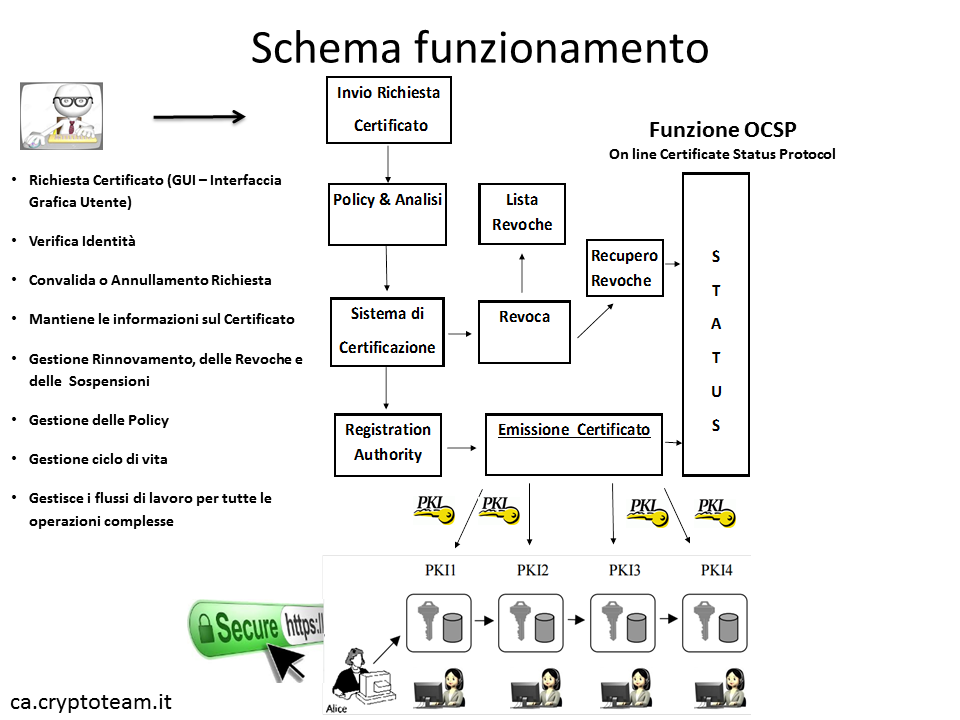 Schema funzionamento
Invio Richiesta
Certificato
Funzione OCSP
On line Certificate Status Protocol
• Richiesta Certificato (GUI – Interfaccia
Grafica Utente)
• Verifica Identità
• Convalida o Annullamento Richiesta
• Mantiene le informazioni sul Certificato
• Gestione Rinnovamento, delle Revoche e
delle Sospensioni
• Gestione delle Policy
• Gestione ciclo di vita
• Gestisce i flussi di lavoro per tutte le
operazioni complesse
Policy & Analisi
Lista
Revoche
Recupero
Revoche
Sistema di
Certificazione
Revoca
Registration
Authority
Emissione Certificato
S
T
A
T
U
S
PKI
PKI
PKI
PKI
PKI1
PKI2
PKI3
PKI4
Secure https://
Alice
ca.cryptoteam.it